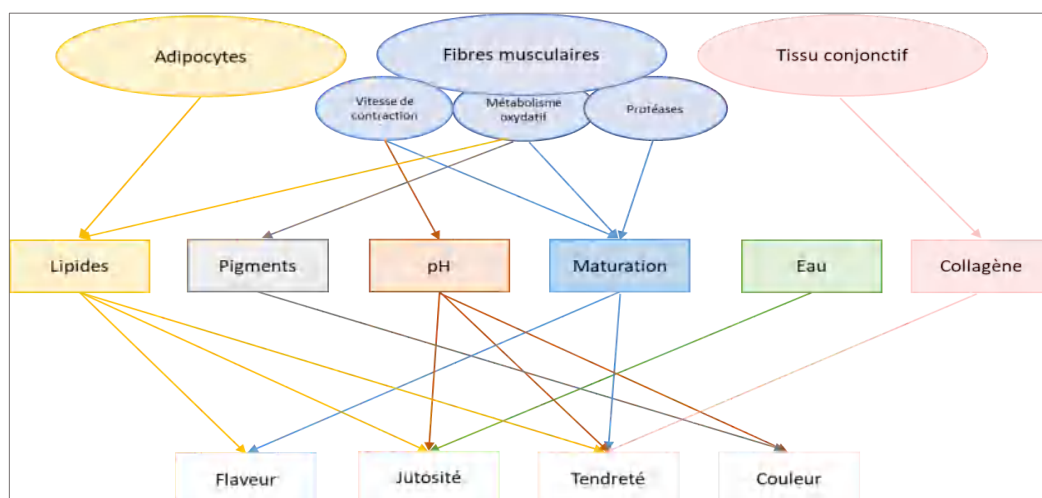 Adipocytes
Fibres musculaires
Tissu conjonctif
Vitesse de
contraction
Métabolisme
oxydatif
Protéases
Lipides
Pigments
pH
Maturation
Eau
Collagène
Flaveur
Jutosité
Tendreté
Couleur